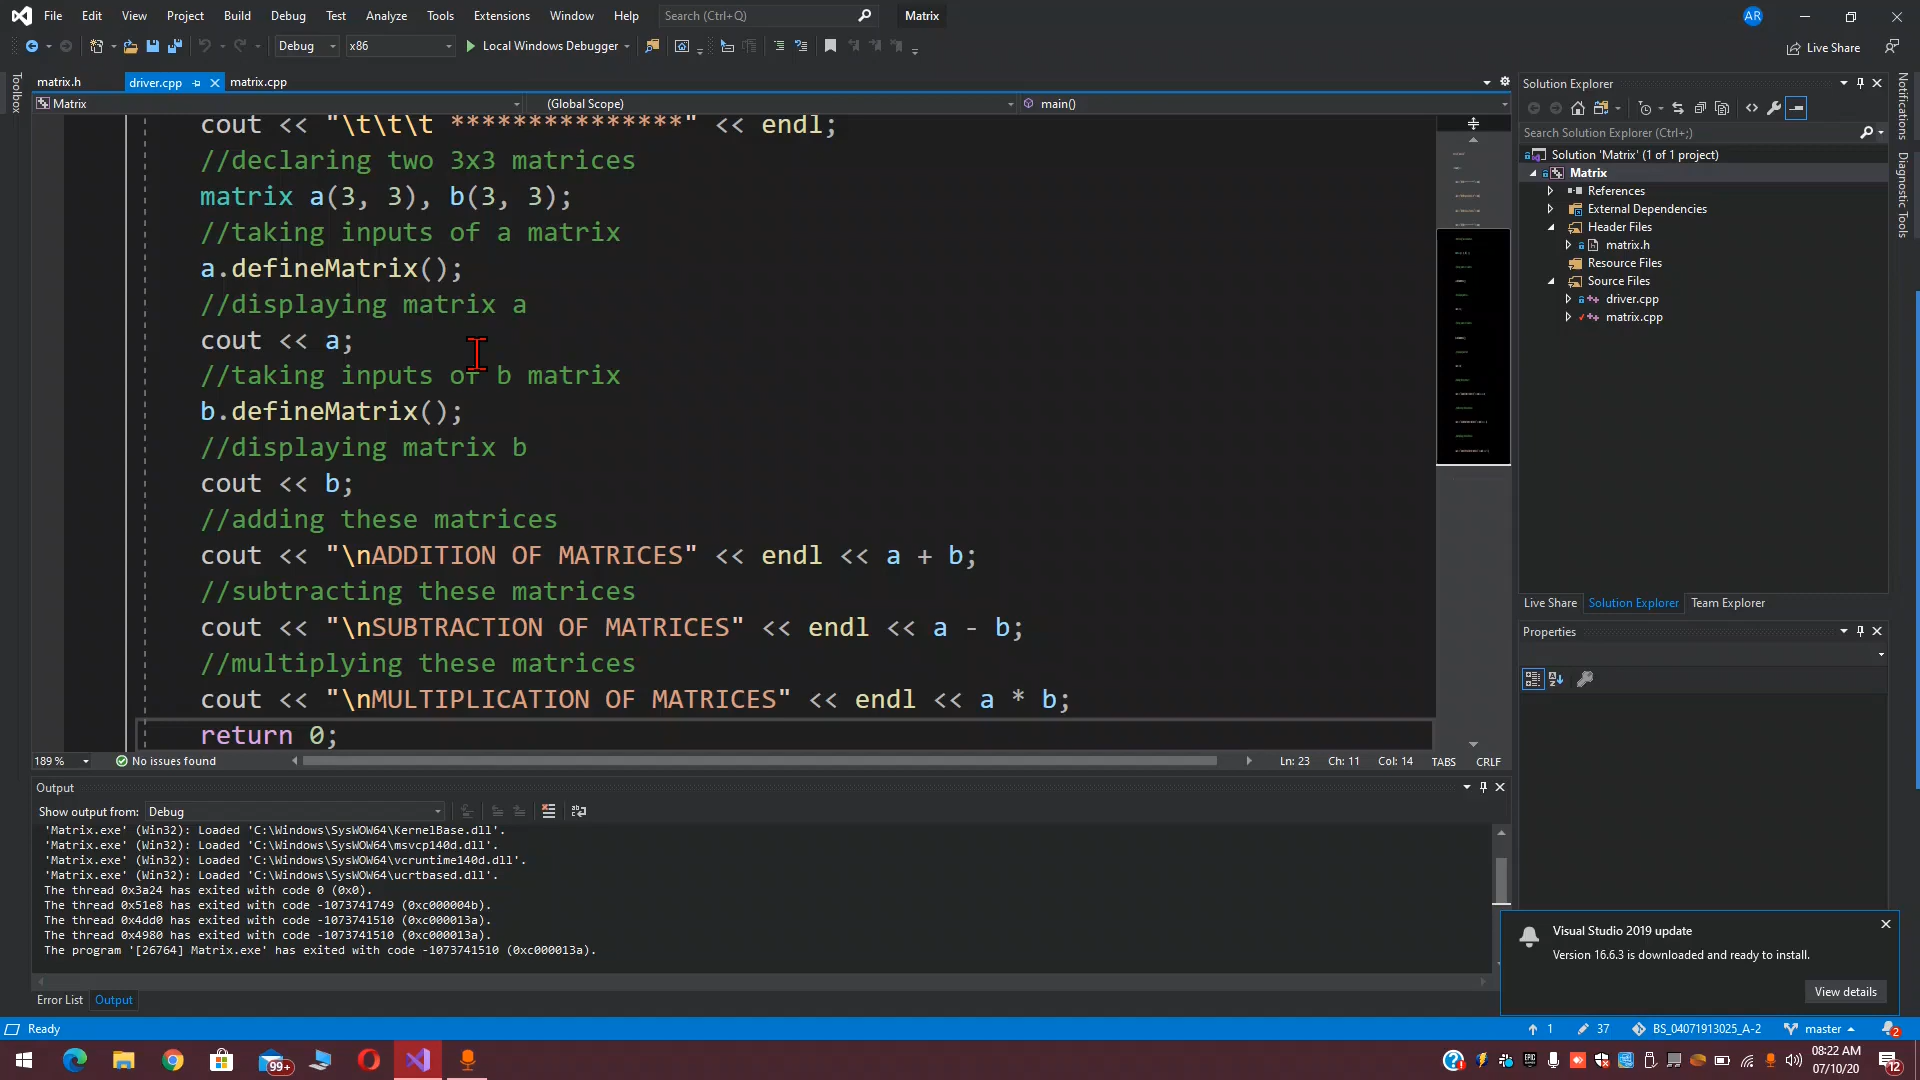 File Edit View Project Build Debug Test Analyze Tools Extensions Window Help Search (Ctrl+Q) Matrix AR
Debug x86 Local Windows Debugger Live Share
Toolbox
matrix.h driver.cpp matrix.cpp
Matrix (Global Scope) main()
cout << "\t\t\t ***************" << endl;
//declaring two 3x3 matrices
matrix a(3, 3), b(3, 3);
//taking inputs of a matrix
a.defineMatrix();
//displaying matrix a
cout << a;
//taking inputs of b matrix
b.defineMatrix();
//displaying matrix b
cout << b;
//adding these matrices
cout << "\nADDITION OF MATRICES" << endl << a + b;
//subtracting these matrices
cout << "\nSUBTRACTION OF MATRICES" << endl << a - b;
//multiplying these matrices
cout << "\nMULTIPLICATION OF MATRICES" << endl << a * b;
return 0;
189 % No issues found Ln: 23 Ch: 11 Col: 14 TABS CRLF
Output
Show output from: Debug
'Matrix.exe' (Win32): Loaded 'C:\Windows\SysWOW64\KernelBase.dll'.
'Matrix.exe' (Win32): Loaded 'C:\Windows\SysWOW64\msvcp140d.dll'.
'Matrix.exe' (Win32): Loaded 'C:\Windows\SysWOW64\vcruntime140d.dll'.
'Matrix.exe' (Win32): Loaded 'C:\Windows\SysWOW64\ucrtbased.dll'.
The thread 0x3a24 has exited with code 0 (0x0).
The thread 0x51e8 has exited with code -1073741749 (0xc000004b).
The thread 0x4dd0 has exited with code -1073741510 (0xc000013a).
The thread 0x4980 has exited with code -1073741510 (0xc000013a).
The program '[26764] Matrix.exe' has exited with code -1073741510 (0xc000013a).
Error List Output
Solution Explorer
Search Solution Explorer (Ctrl+;)
Solution 'Matrix' (1 of 1 project)
Matrix
References
External Dependencies
Header Files
matrix.h
Resource Files
Source Files
driver.cpp
matrix.cpp
Live Share Solution Explorer Team Explorer
Properties
Notifications
Diagnostic Tools
Visual Studio 2019 update
Version 16.6.3 is downloaded and ready to install.
View details
Ready 1 37 BS_04071913025_A-2 master 2
99+
08:22 AM
07/10/20
12